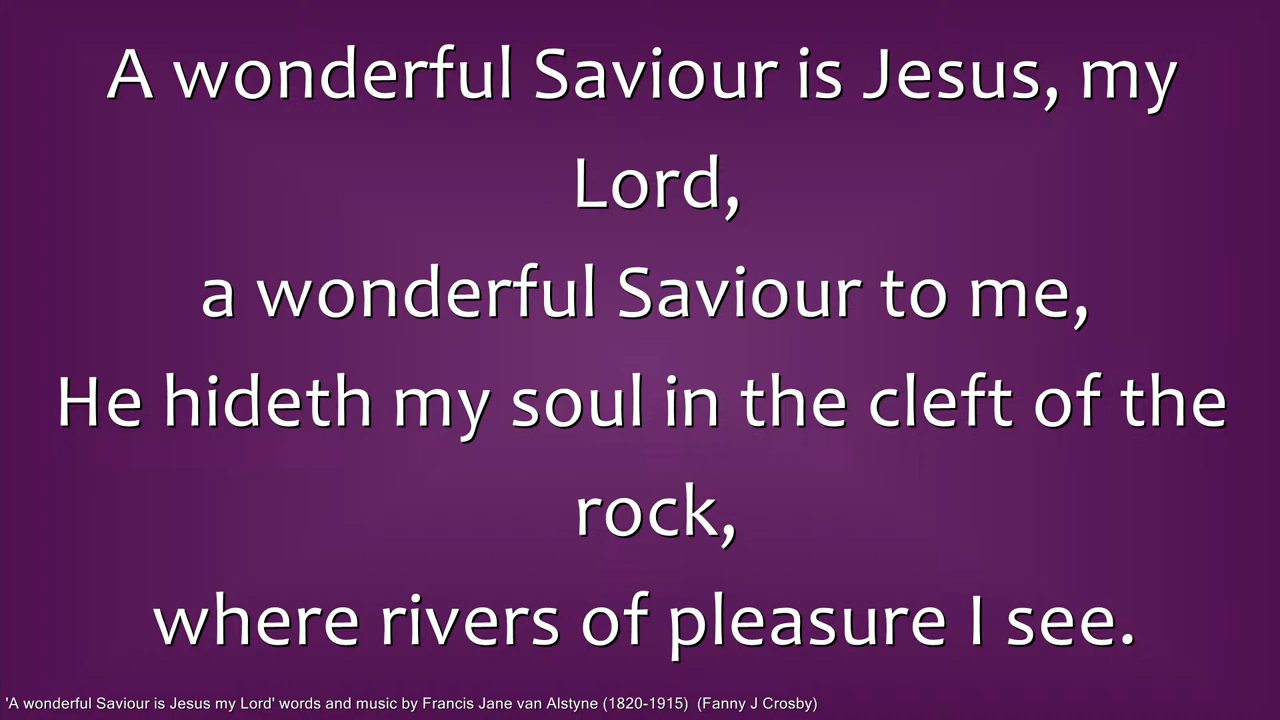 A wonderful Saviour is Jesus, my
Lord,
a wonderful Saviour to me,
He hideth my soul in the cleft of the
rock,
where rivers of pleasure I see.
'A wonderful Saviour is Jesus my Lord' words and music by Francis Jane van Alstyne (1820-1915)  (Fanny J Crosby)